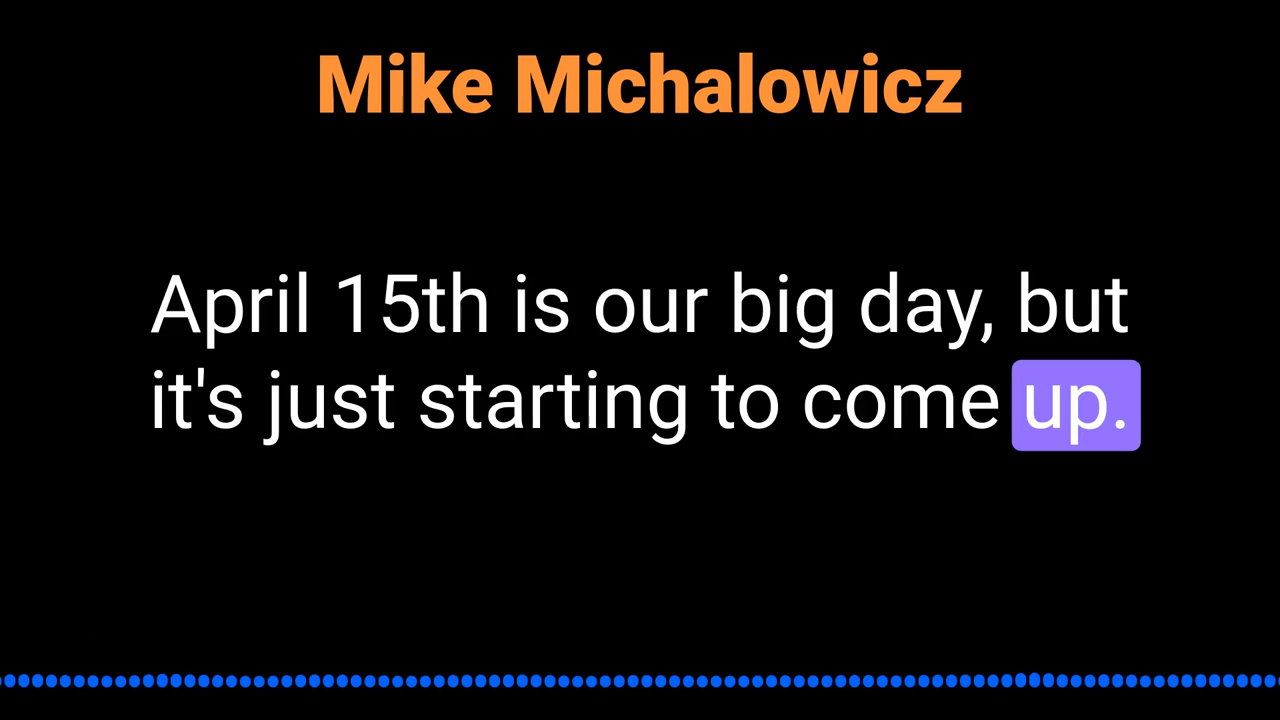 Mike Michalowicz
April 15th is our big day, but
it's just starting to come up.